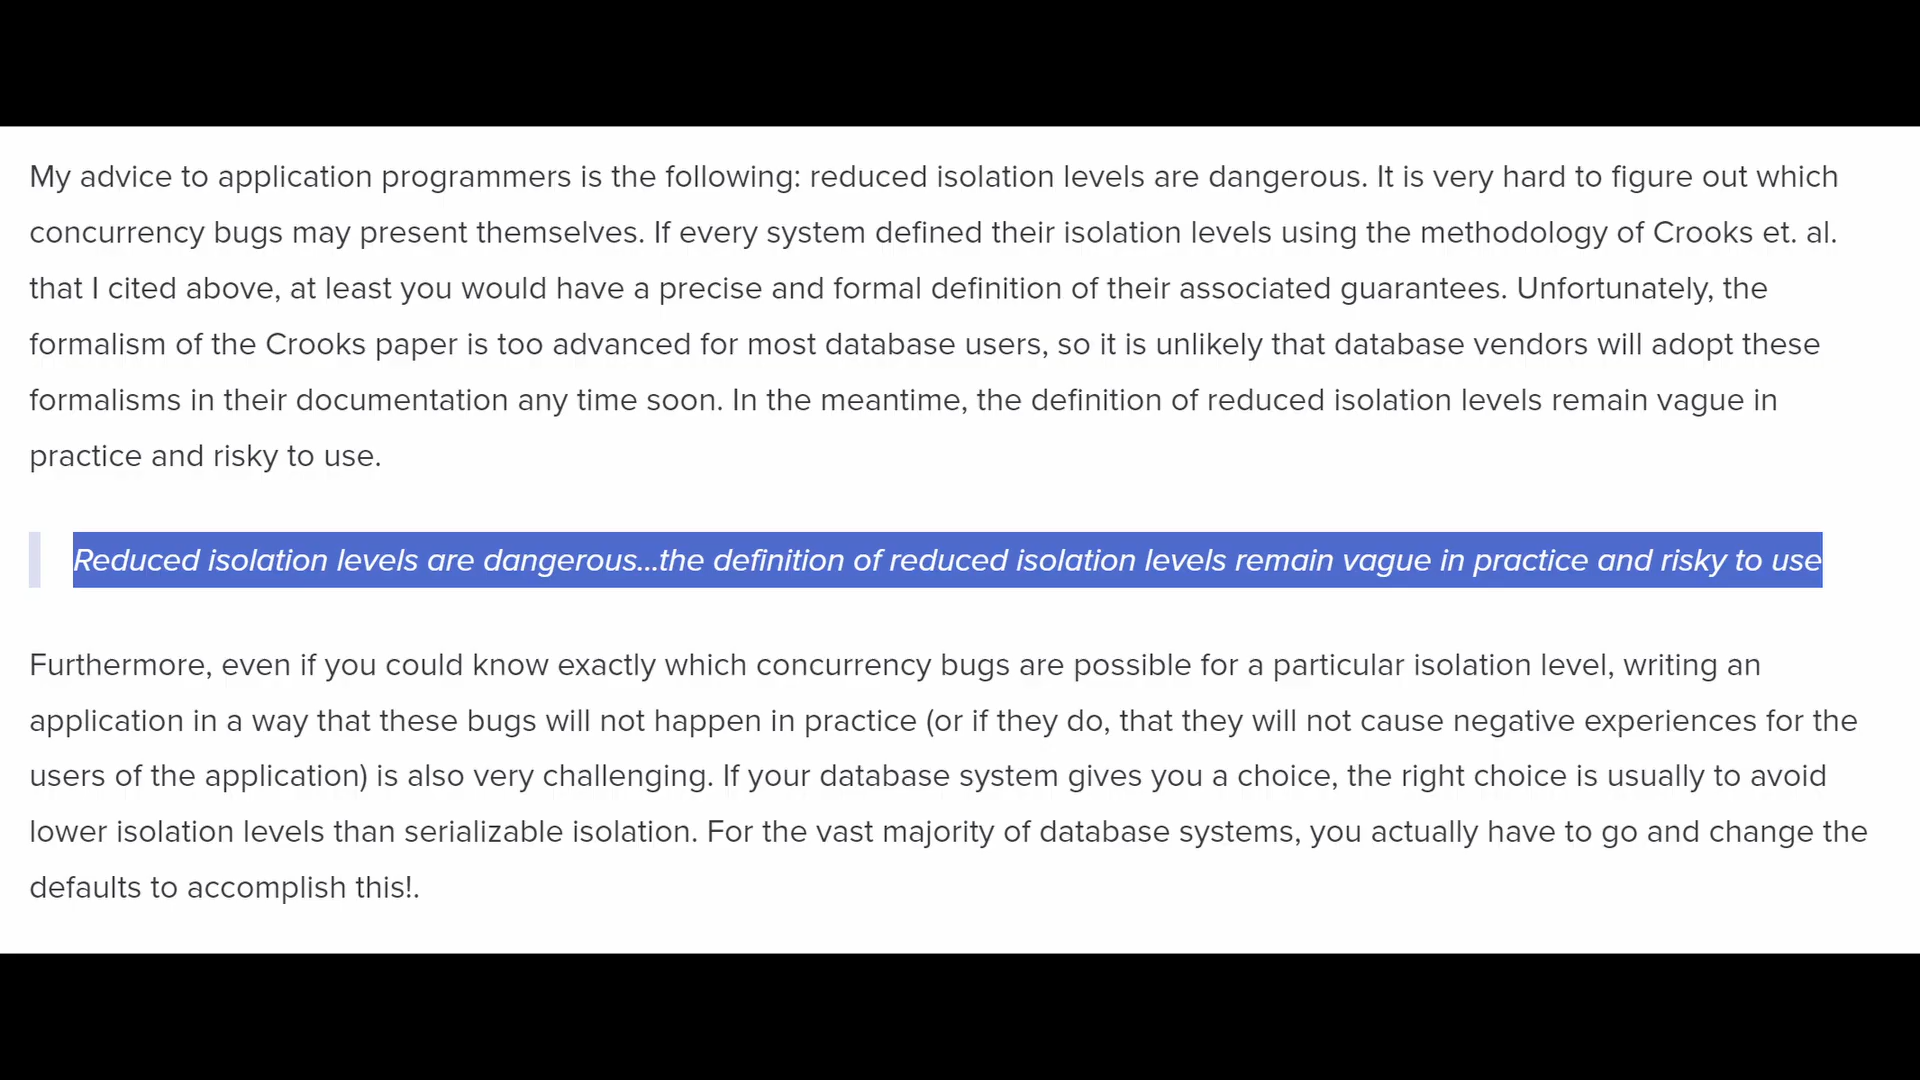 My advice to application programmers is the following: reduced isolation levels are dangerous. It is very hard to figure out which
concurrency bugs may present themselves. If every system defined their isolation levels using the methodology of Crooks et. al.
that I cited above, at least you would have a precise and formal definition of their associated guarantees. Unfortunately, the
formalism of the Crooks paper is too advanced for most database users, so it is unlikely that database vendors will adopt these
formalisms in their documentation any time soon. In the meantime, the definition of reduced isolation levels remain vague in
practice and risky to use.
Reduced isolation levels are dangerous...the definition of reduced isolation levels remain vague in practice and risky to use
Furthermore, even if you could know exactly which concurrency bugs are possible for a particular isolation level, writing an
application in a way that these bugs will not happen in practice (or if they do, that they will not cause negative experiences for the
users of the application) is also very challenging. If your database system gives you a choice, the right choice is usually to avoid
lower isolation levels than serializable isolation. For the vast majority of database systems, you actually have to go and change the
defaults to accomplish this!.